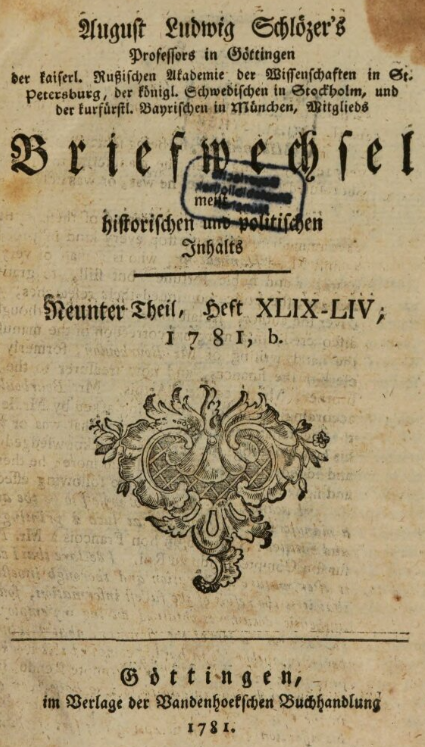 August Ludwig Schlözer's
Professors in Göttingen
der kaiserl. Rußischen Akademie der Wissenschaften in St.
Petersburg, der königl. Schwedischen in Stockholm, und
der kurfürstl. Bayrischen in München, Mitglieds
Briefwechsel
meist
historischen und politischen
Inhalts
Neunter Theil, Heft XLIX-LIV,
1781, b.
Göttingen,
im Verlage der Vandenhoekschen Buchhandlung
1781.